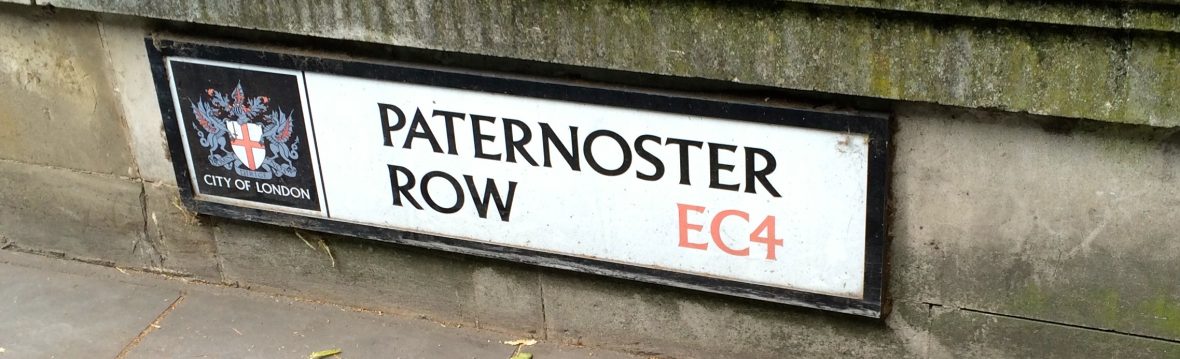 CITY OF LONDON
PATERNOSTER
ROW
EC4